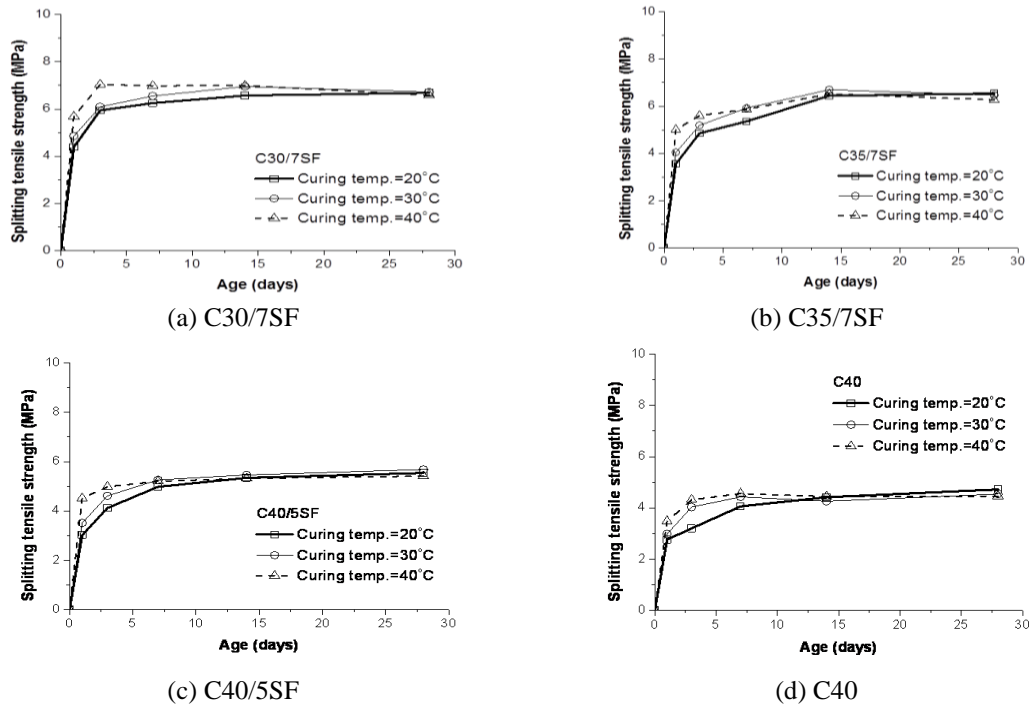 10
8
6
4
2
0
Splitting tensile strength (MPa)
C30/7SF
Curing temp.=20°C
Curing temp.=30°C
Curing temp.=40°C
0 5 10 15 20 25 30
Age (days)
(a) C30/7SF
10
8
6
4
2
0
Splitting tensile strength (MPa)
C35/7SF
Curing temp.=20°C
Curing temp.=30°C
Curing temp.=40°C
0 5 10 15 20 25 30
Age (days)
(b) C35/7SF
10
8
6
4
2
0
Splitting tensile strength (MPa)
C40/5SF
Curing temp.=20°C
Curing temp.=30°C
Curing temp.=40°C
0 5 10 15 20 25 30
Age (days)
(c) C40/5SF
10
8
6
4
2
0
Splitting tensile strength (MPa)
C40
Curing temp.=20°C
Curing temp.=30°C
Curing temp.=40°C
0 5 10 15 20 25 30
Age (days)
(d) C40